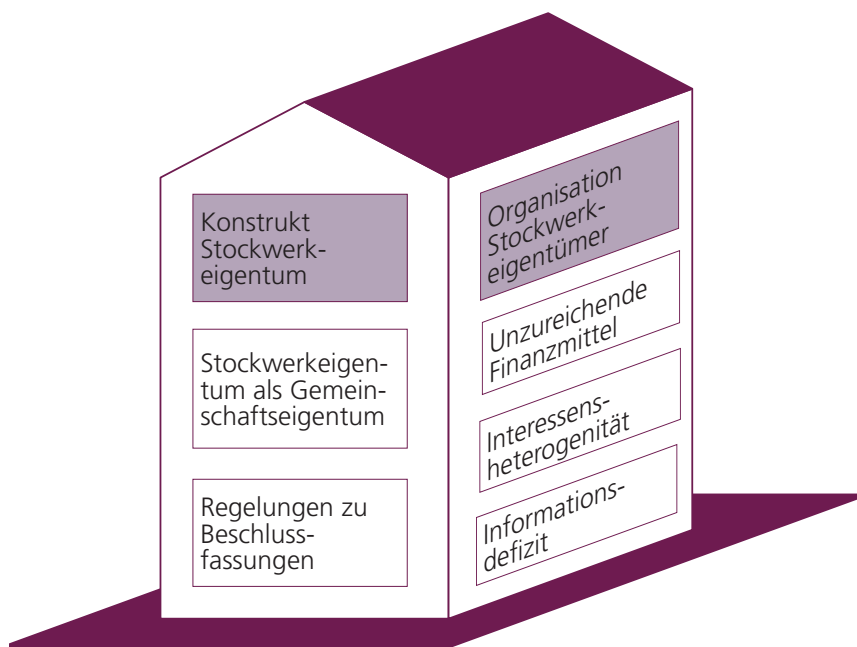 Konstrukt
Stockwerk-
eigentum
Stockwerkeigen-
tum als Gemein-
schaftseigentum
Regelungen zu
Beschluss-
fassungen
Organisation
Stockwerk-
eigentümer
Unzureichende
Finanzmittel
Interessens-
heterogenität
Informations-
defizit